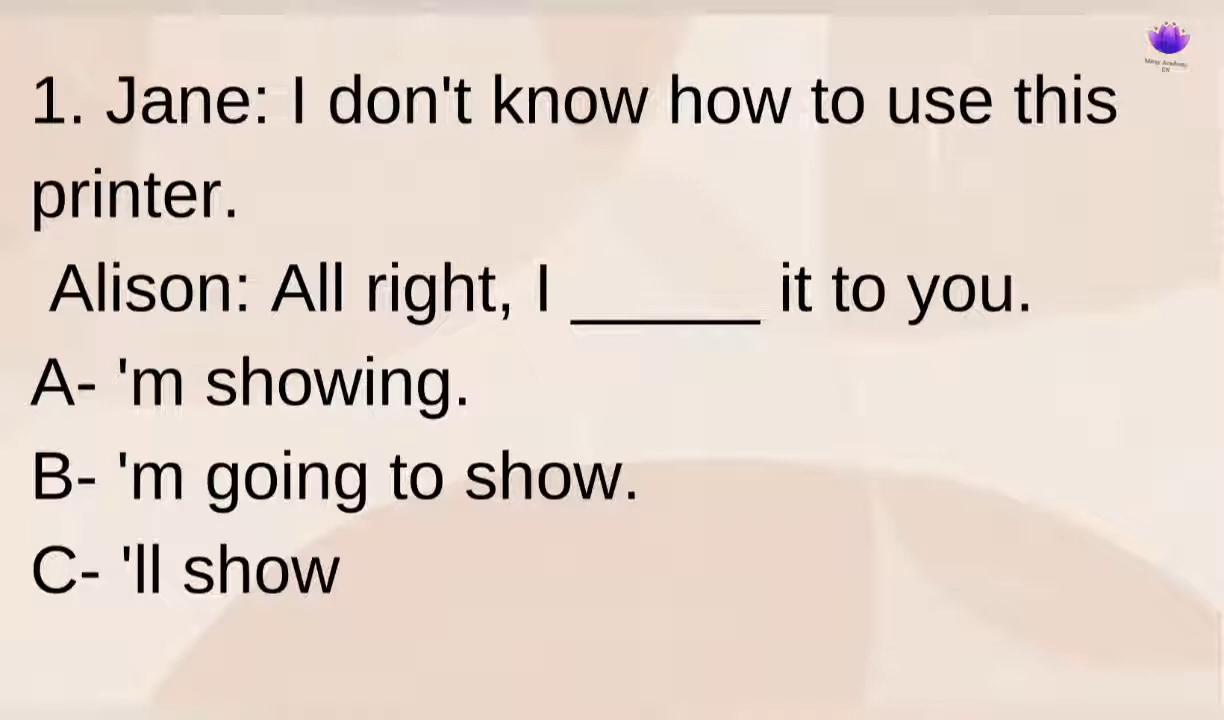 1. Jane: I don't know how to use this
printer.
Alison: All right, I _____ it to you.
A- 'm showing.
B- 'm going to show.
C- 'll show